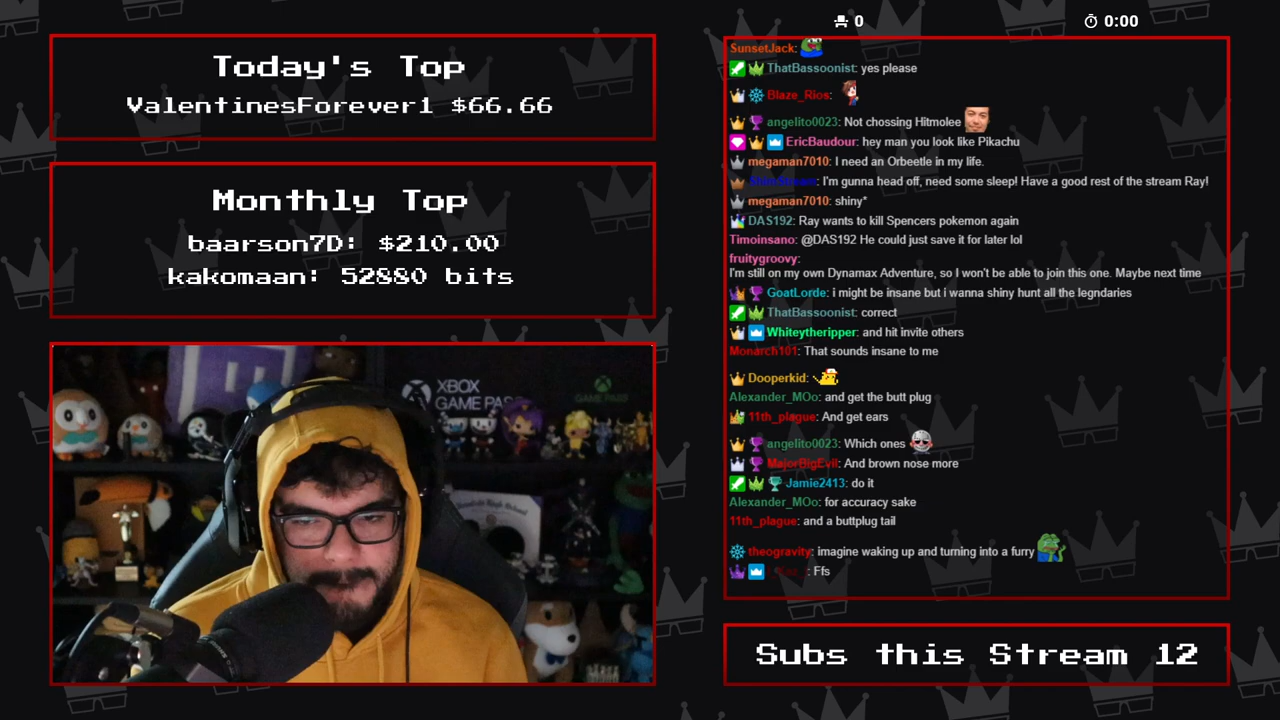 0
0:00
Today's Top
ValentinesForever1 $66.66
Monthly Top
baarson7D: $210.00
kakomaan: 52880 bits
XBOX
GAME PASS
XBOX
GAME PASS
SunsetJack:
ThatBassoonist: yes please
Blaze_Rios:
angelito0023: Not chossing Hitmolee
EricBaudour: hey man you look like Pikachu
megaman7010: I need an Orbeetle in my life.
: I'm gunna head off, need some sleep! Have a good rest of the stream Ray!
megaman7010: shiny*
DAS192: Ray wants to kill Spencers pokemon again
Timoinsano: @DAS192 He could just save it for later lol
fruitygroovy:
I'm still on my own Dynamax Adventure, so I won't be able to join this one. Maybe next time
GoatLorde: i might be insane but i wanna shiny hunt all the legndaries
ThatBassoonist: correct
Whiteytheripper: and hit invite others
Monarch101: That sounds insane to me
Dooperkid:
Alexander_MOo: and get the butt plug
11th_plague: And get ears
angelito0023: Which ones
MajorBigEvil: And brown nose more
Jamie2413: do it
Alexander_MOo: for accuracy sake
11th_plague: and a buttplug tail
theogravity: imagine waking up and turning into a furry
: Ffs
Subs this Stream 12